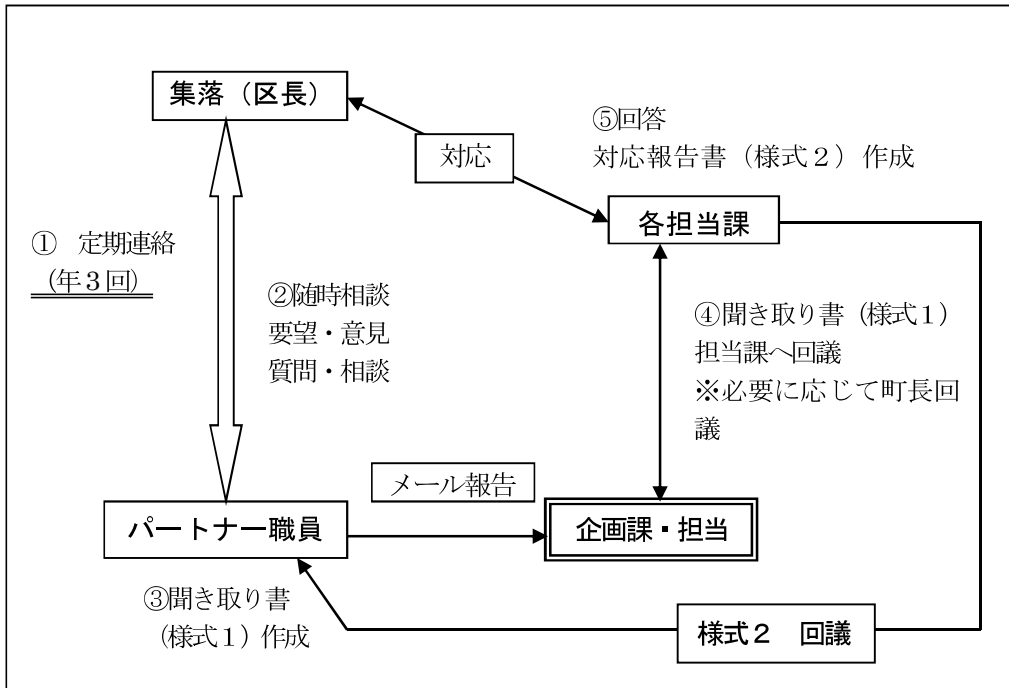 集落（区長）
対応
⑤回答
対応報告書（様式２）作成
各担当課
①　定期連絡
（年３回）
②随時相談
要望・意見
質問・相談
④聞き取り書（様式１）
担当課へ回議
※必要に応じて町長回
議
メール報告
パートナー職員
企画課・担当
③聞き取り書
（様式１）作成
様式２　回議